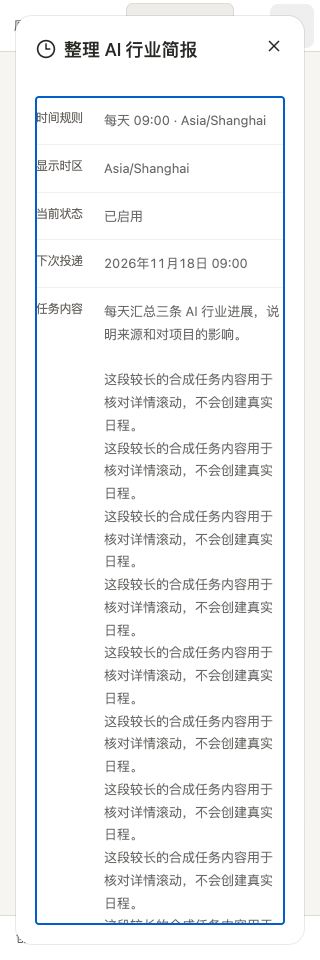 整理 AI 行业简报
时间规则 每天 09:00 · Asia/Shanghai
显示时区 Asia/Shanghai
当前状态 已启用
下次投递 2026年11月18日 09:00
任务内容 每天汇总三条 AI 行业进展，说
明来源和对项目的影响。
这段较长的合成任务内容用于
核对详情滚动，不会创建真实
日程。
这段较长的合成任务内容用于
核对详情滚动，不会创建真实
日程。
这段较长的合成任务内容用于
核对详情滚动，不会创建真实
日程。
这段较长的合成任务内容用于
核对详情滚动，不会创建真实
日程。
这段较长的合成任务内容用于
核对详情滚动，不会创建真实
日程。
这段较长的合成任务内容用于
核对详情滚动，不会创建真实
日程。
这段较长的合成任务内容用于
核对详情滚动，不会创建真实
日程。
这段较长的合成任务内容用于
核对详情滚动，不会创建真实
日程。